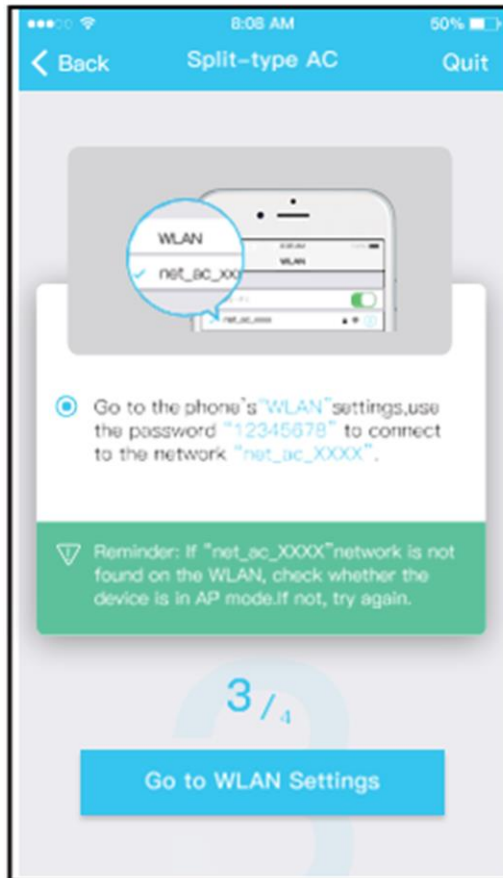 8:08 AM
50%
Back
Split-type AC
Quit
WLAN
net_ac_xxx
WLAN
net_ac_xxxx
Go to the phone's"WLAN"settings,use
the password "12345678" to connect
to the network "net_ac_XXXX".
Reminder: If "net_ac_XXXX"network is not
found on the WLAN, check whether the
device is in AP mode.If not, try again.
3/4
Go to WLAN Settings